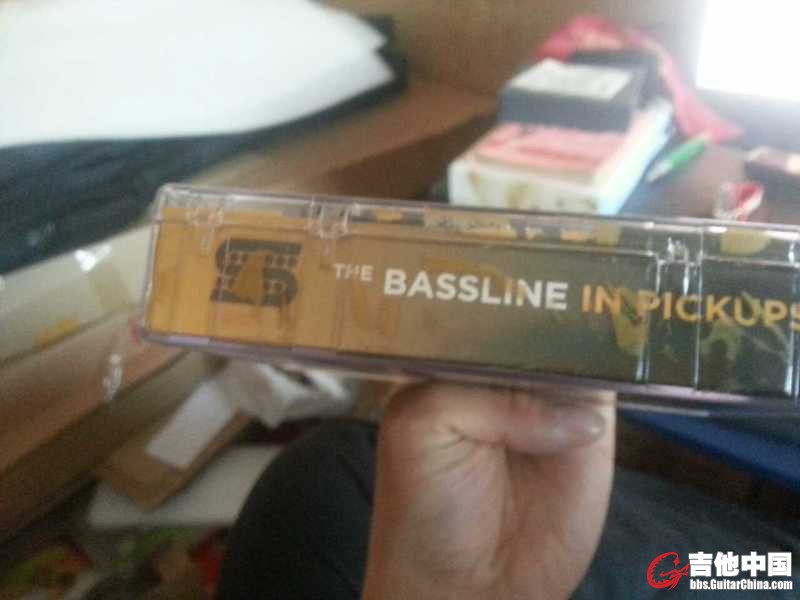 THE BASSLINE IN PICKUPS
吉他中国
bbs.GuitarChina.com